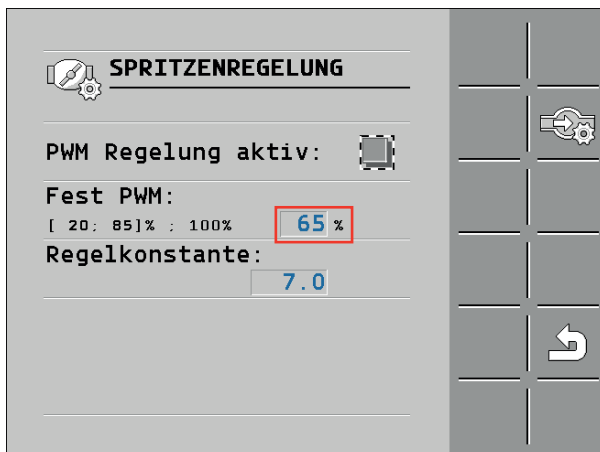 SPRITZENREGELUNG
PWM Regelung aktiv:
Fest PWM:
[ 20; 85]% ; 100% 65 %
Regelkonstante:
7.0